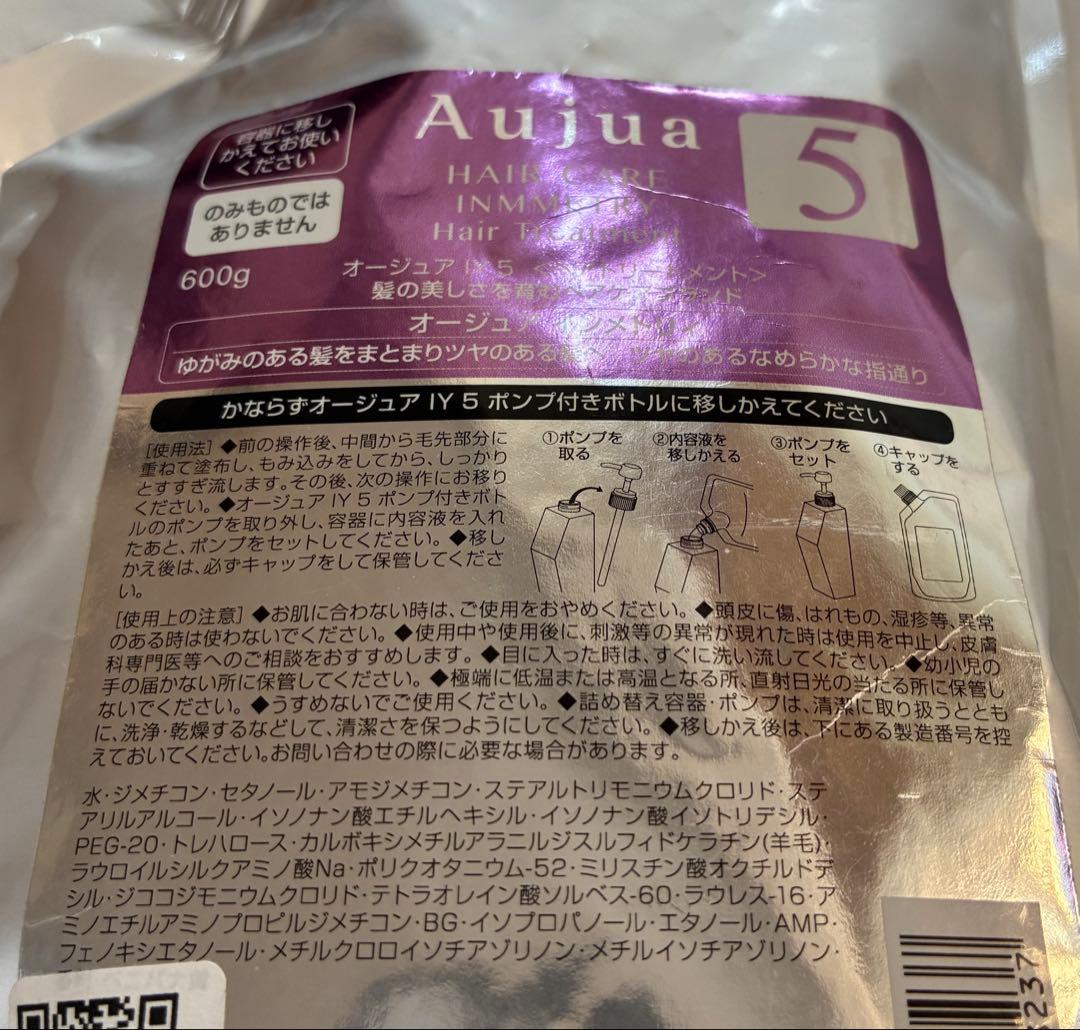 容器に移し
かえてお使い
ください
のみものでは
ありません
600g
Aujua
HAIR CARE
INMMETRY
Hair Treatment
5
オージュア IY 5 <ヘアトリートメント>
髪の美しさを育むヘアケアブランド
オージュア インメトリィ
ゆがみのある髪をまとまりツヤのある髪へ ツヤのあるなめらかな指通り
かならずオージュア IY 5 ポンプ付きボトルに移しかえてください
[使用法] ◆前の操作後、中間から毛先部分に
重ねて塗布し、もみ込みをしてから、しっかり
とすすぎ流します。その後、次の操作にお移り
ください。◆オージュア IY 5 ポンプ付きボト
ルのポンプを取り外し、容器に内容液を入れ
たあと、ポンプをセットしてください。◆移し
かえ後は、必ずキャップをして保管してくださ
い。
①ポンプを
取る
②内容液を
移しかえる
③ポンプを
セット
④キャップを
する
[使用上の注意] ◆お肌に合わない時は、ご使用をおやめください。◆頭皮に傷、はれもの、湿疹等、異常
のある時は使わないでください。◆使用中や使用後に、刺激等の異常が現れた時は使用を中止し、皮膚
科専門医等へのご相談をおすすめします。◆目に入った時は、すぐに洗い流してください。◆幼小児の
手の届かない所に保管してください。◆極端に低温または高温となる所、直射日光の当たる所に保管し
ないでください。◆うすめないでご使用ください。◆詰め替え容器・ポンプは、清潔に取り扱うととも
に、洗浄・乾燥するなどして、清潔さを保つようにしてください。◆移しかえ後は、下にある製造番号を控
えておいてください。お問い合わせの際に必要な場合があります。
水・ジメチコン・セタノール・アモジメチコン・ステアルトリモニウムクロリド・ステ
アリルアルコール・イソノナン酸エチルヘキシル・イソノナン酸イソトリデシル・
PEG-20・トレハロース・カルボキシメチルアラニルジスルフィドケラチン(羊毛)・
ラウロイルシルクアミノ酸Na・ポリクオタニウム-52・ミリスチン酸オクチルドデ
シル・ジココジモニウムクロリド・テトラオレイン酸ソルベス-60・ラウレス-16・ア
ミノエチルアミノプロピルジメチコン・BG・イソプロパノール・エタノール・AMP・
フェノキシエタノール・メチルクロロイソチアゾリノン・メチルイソチアゾリノン・
237